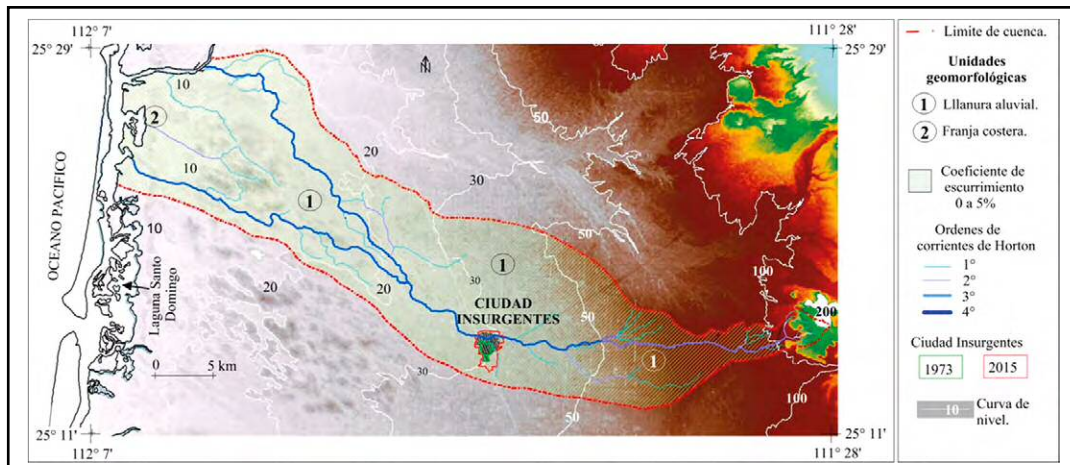 112° 7'
111° 28'
25° 29'
25° 29'
N
10
2
20
50
10
30
1
50
10
1
OCEANO PACIFICO
Laguna Santo
Domingo
20
20
30
CIUDAD
INSURGENTES
50
100
200
1
0
5 km
30
50
100
25° 11'
25° 11'
112° 7'
111° 28'
Limite de cuenca.
Unidades
geomorfológicas
1 Lllanura aluvial.
2 Franja costera.
Coeficiente de
escurrimiento
0 a 5%
Ordenes de
corrientes de Horton
1°
2°
3°
4°
Ciudad Insurgentes
1973 2015
10 Curva de
nivel.